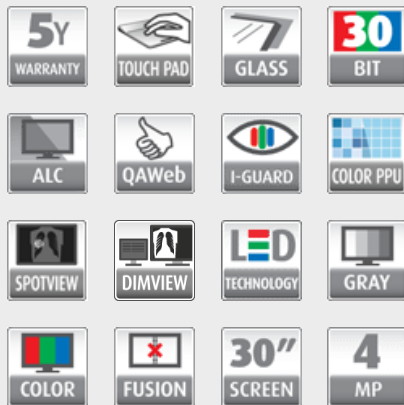 5Y
WARRANTY
TOUCH PAD
GLASS
30
BIT
ALC
QAWeb
I-GUARD
COLOR PPU
SPOTVIEW
DIMVIEW
LED
TECHNOLOGY
GRAY
COLOR
FUSION
30"
SCREEN
4
MP